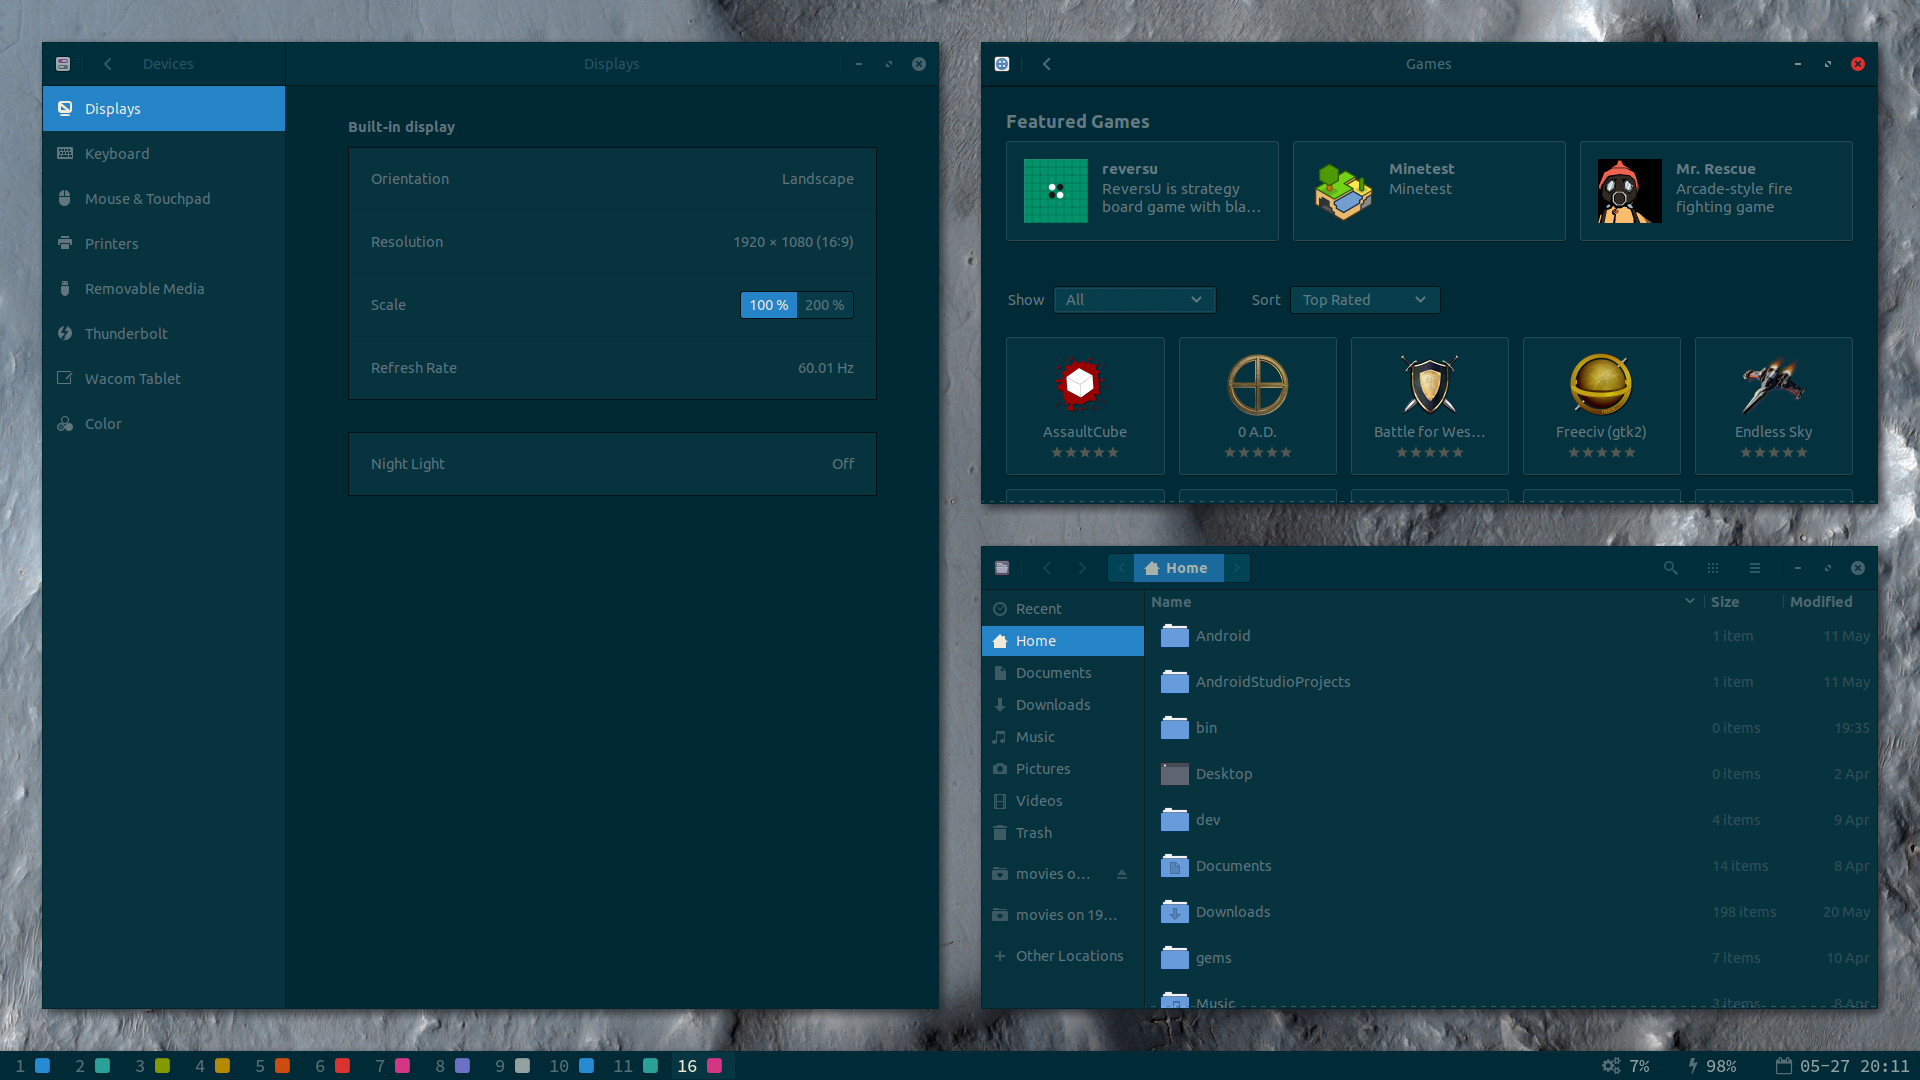 Devices
Displays
Displays
Keyboard
Mouse & Touchpad
Printers
Removable Media
Thunderbolt
Wacom Tablet
Color
Built-in display
Orientation Landscape
Resolution 1920 × 1080 (16:9)
Scale 100 % 200 %
Refresh Rate 60.01 Hz
Night Light Off
Games
Featured Games
reversu
ReversU is strategy
board game with bla…
Minetest
Minetest
Mr. Rescue
Arcade-style fire
fighting game
Show All Sort Top Rated
AssaultCube
0 A.D.
Battle for Wes…
Freeciv (gtk2)
Endless Sky
Home
Recent
Home
Documents
Downloads
Music
Pictures
Videos
Trash
movies o…
movies on 19…
Other Locations
Name Size Modified
Android 1 item 11 May
AndroidStudioProjects 1 item 11 May
bin 0 items 19:35
Desktop 0 items 2 Apr
dev 4 items 9 Apr
Documents 14 items 8 Apr
Downloads 198 items 20 May
gems 7 items 10 Apr
Music 3 items 8 Apr
1 2 3 4 5 6 7 8 9 10 11 16 7% 98% 05-27 20:11